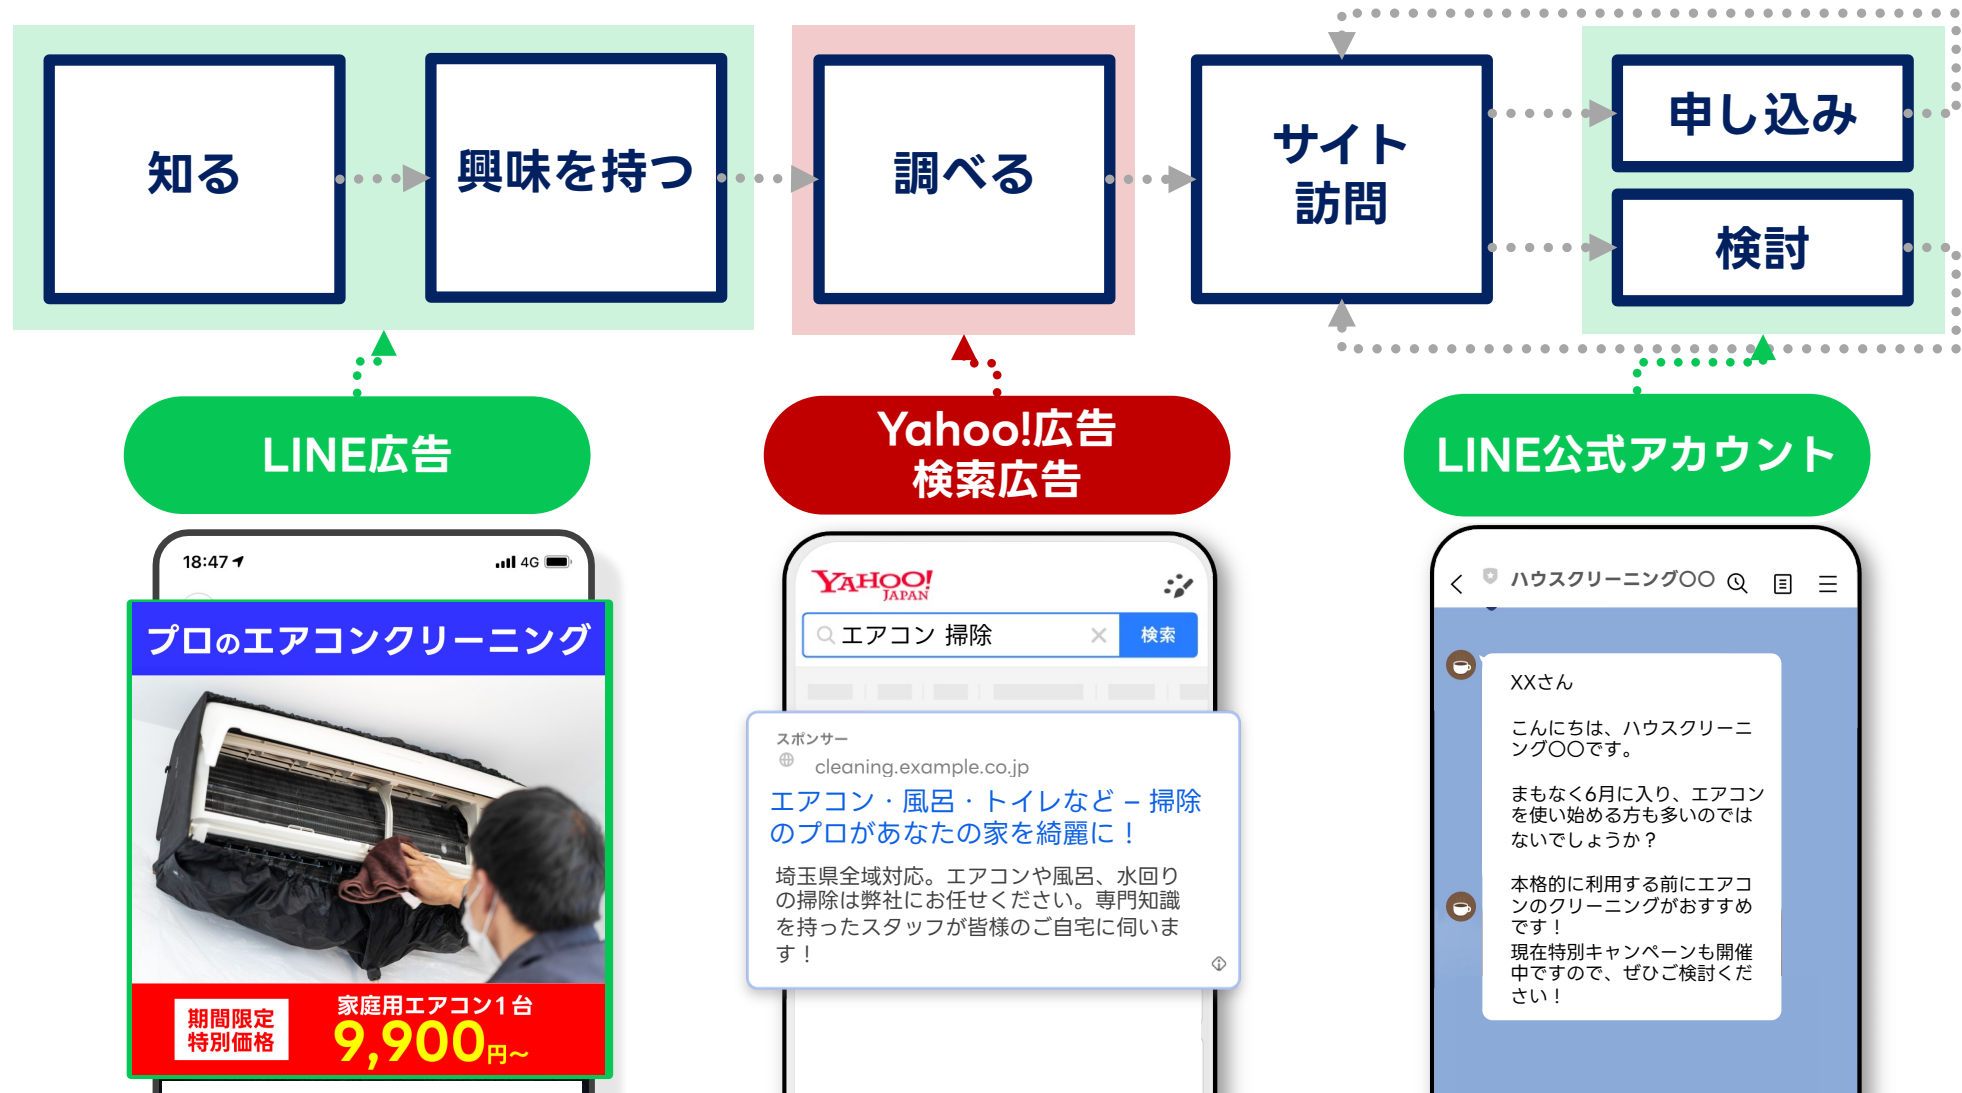 知る
興味を持つ
調べる
サイト
訪問
申し込み
検討
LINE広告
Yahoo!広告
検索広告
LINE公式アカウント
18:47
4G
プロのエアコンクリーニング
期間限定
特別価格
家庭用エアコン1台
9,900円～
YAHOO!
JAPAN
エアコン 掃除
検索
スポンサー
cleaning.example.co.jp
エアコン・風呂・トイレなど – 掃除
のプロがあなたの家を綺麗に！
埼玉県全域対応。エアコンや風呂、水回り
の掃除は弊社にお任せください。専門知識
を持ったスタッフが皆様のご自宅に伺いま
す！
ハウスクリーニング〇〇
XXさん
こんにちは、ハウスクリーニ
ング〇〇です。
まもなく6月に入り、エアコン
を使い始める方も多いのでは
ないでしょうか？
本格的に利用する前にエアコ
ンのクリーニングがおすすめ
です！
現在特別キャンペーンも開催
中ですので、ぜひご検討くだ
さい！